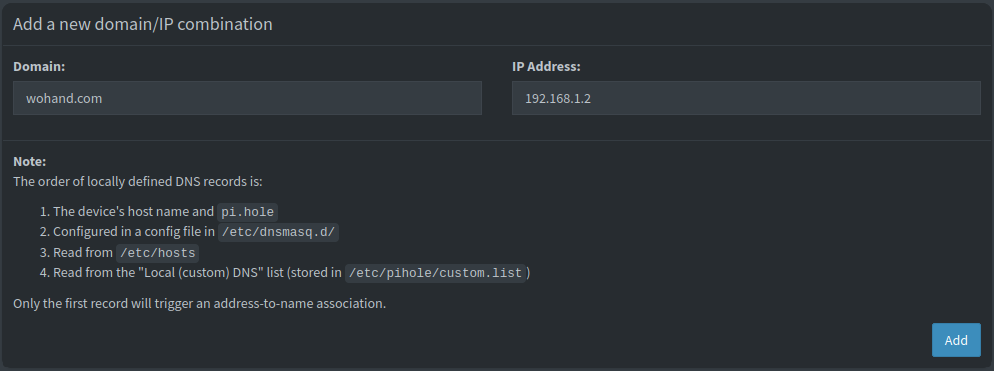 Add a new domain/IP combination
Domain:
IP Address:
wohand.com
192.168.1.2
Note:
The order of locally defined DNS records is:
1. The device's host name and pi.hole
2. Configured in a config file in /etc/dnsmasq.d/
3. Read from /etc/hosts
4. Read from the "Local (custom) DNS" list (stored in /etc/pihole/custom.list)
Only the first record will trigger an address-to-name association.
Add